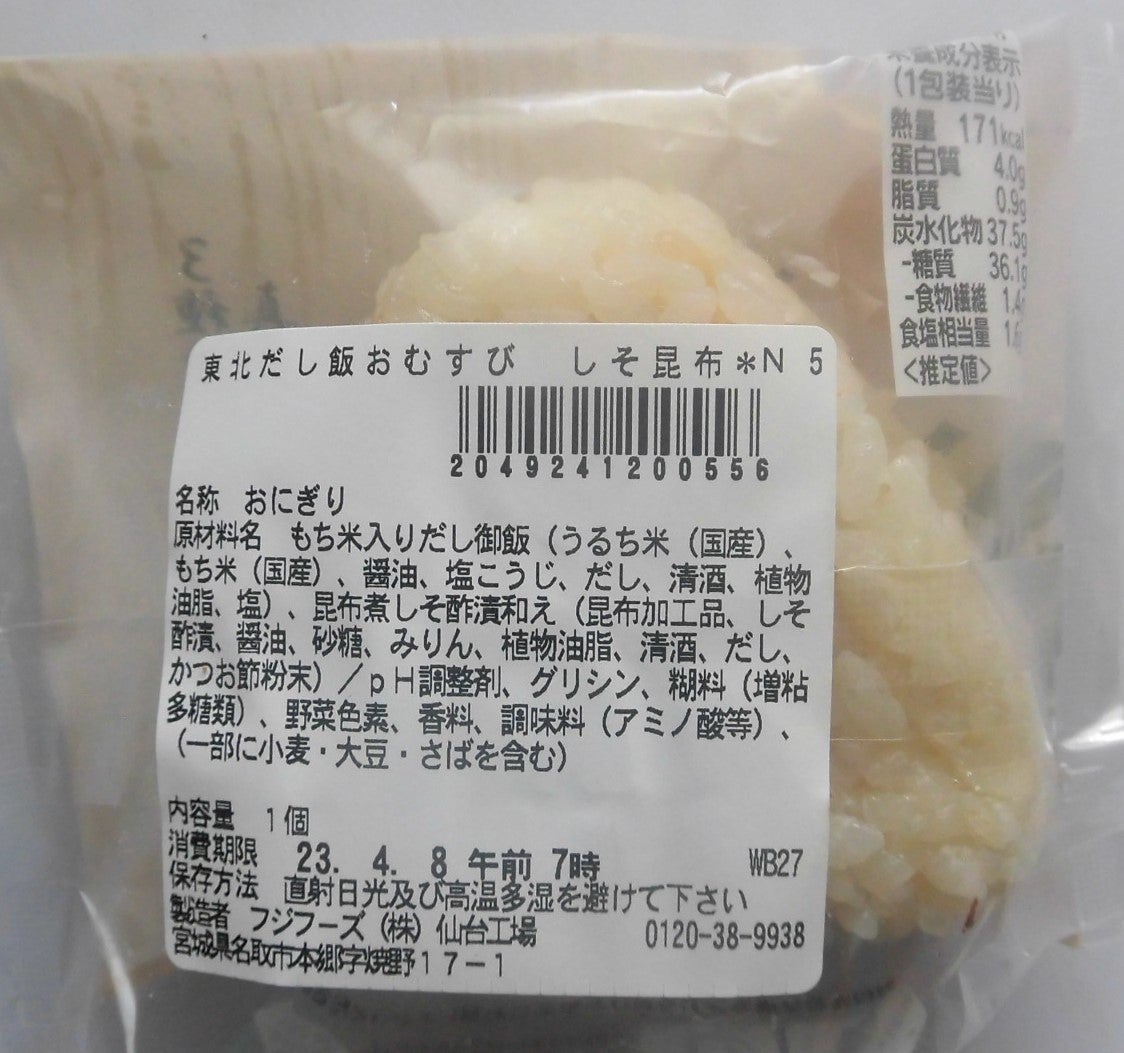 栄養成分表示
(1包装当り)
熱量 171kcal
蛋白質 4.0g
脂質 0.9g
炭水化物 37.5g
-糖質 36.1g
-食物繊維 1.4g
食塩相当量
<推定値>
東北だし飯おむすび しそ昆布*N 5
2049241200556
名称 おにぎり
原材料名 もち米入りだし御飯(うるち米(国産)、
もち米(国産)、醤油、塩こうじ、だし、清酒、植物
油脂、塩)、昆布煮しそ酢漬和え(昆布加工品、しそ
酢漬、醤油、砂糖、みりん、植物油脂、清酒、だし、
かつお節粉末)/pH調整剤、グリシン、糊料(増粘
多糖類)、野菜色素、香料、調味料(アミノ酸等)、
(一部に小麦・大豆・さばを含む)
内容量 1個
消費期限 23. 4. 8 午前 7時 WB27
保存方法 直射日光及び高温多湿を避けて下さい
製造者 フジフーズ(株)仙台工場 0120-38-9938
宮城県名取市本郷字焼野17-1